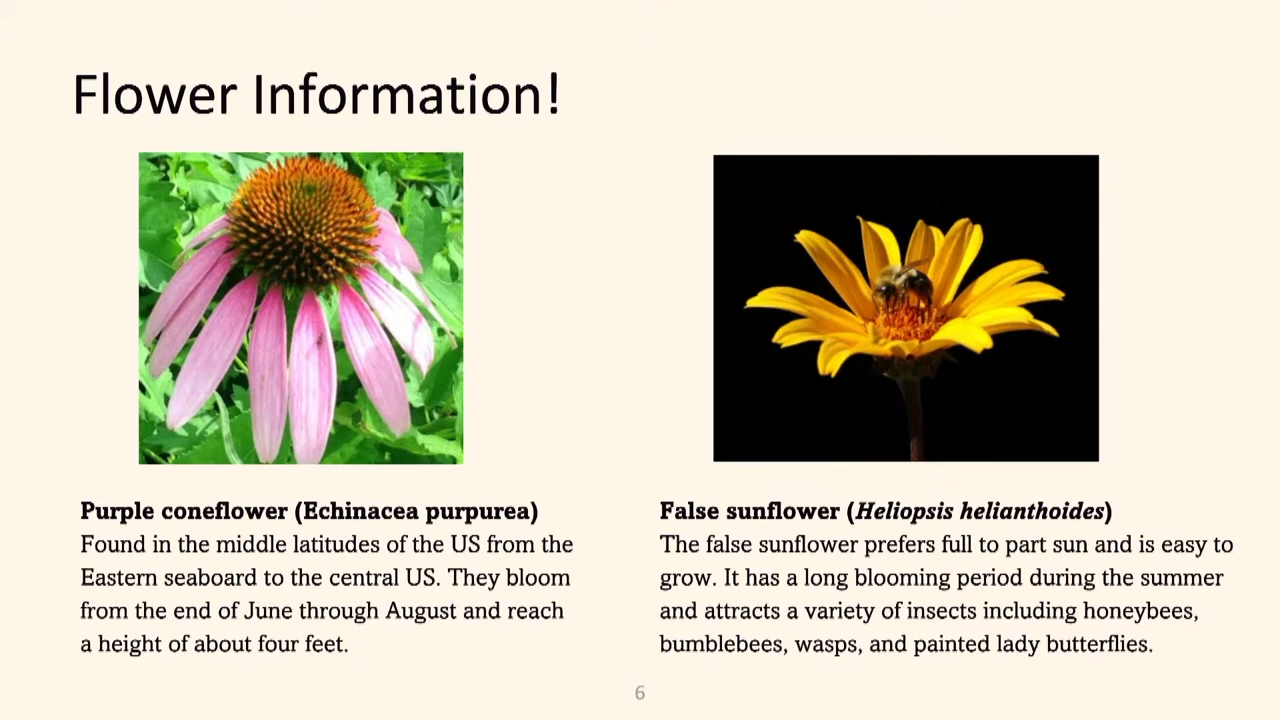 Flower Information!
Purple coneflower (Echinacea purpurea)
Found in the middle latitudes of the US from the
Eastern seaboard to the central US. They bloom
from the end of June through August and reach
a height of about four feet.
False sunflower (Heliopsis helianthoides)
The false sunflower prefers full to part sun and is easy to
grow. It has a long blooming period during the summer
and attracts a variety of insects including honeybees,
bumblebees, wasps, and painted lady butterflies.
6